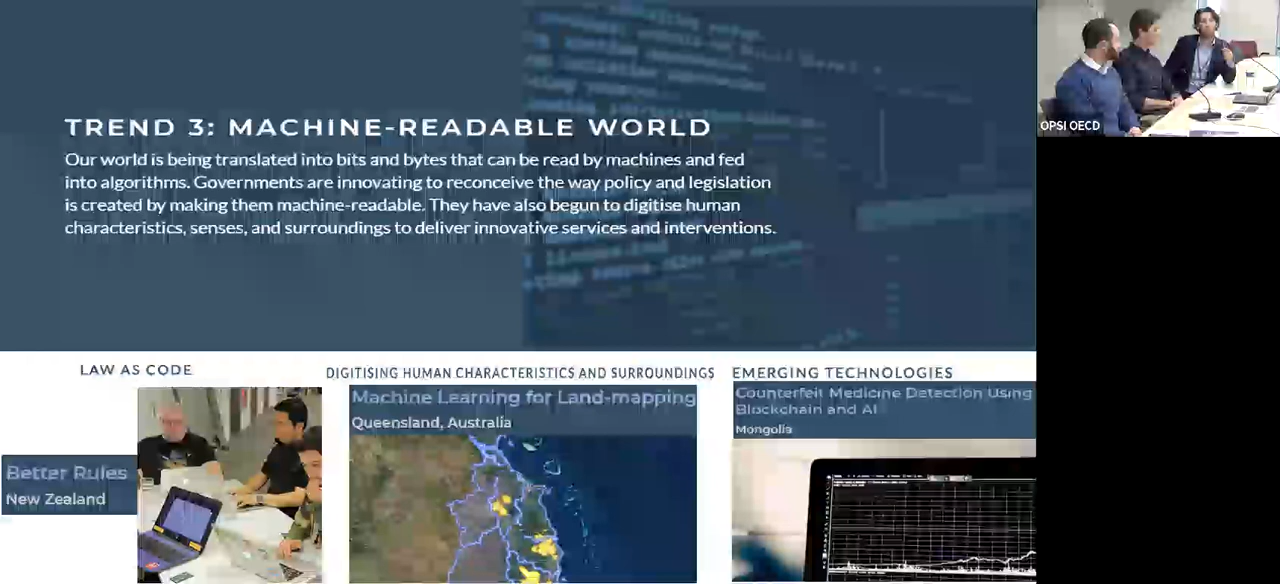 TREND 3: MACHINE-READABLE WORLD
Our world is being translated into bits and bytes that can be read by machines and fed
into algorithms. Governments are innovating to reconceive the way policy and legislation
is created by making them machine-readable. They have also begun to digitise human
characteristics, senses, and surroundings to deliver innovative services and interventions.
OPSI OECD
LAW AS CODE
Better Rules
New Zealand
DIGITISING HUMAN CHARACTERISTICS AND SURROUNDINGS
Machine Learning for Land-mapping
Queensland, Australia
EMERGING TECHNOLOGIES
Counterfeit Medicine Detection Using
Blockchain and AI
Mongolia